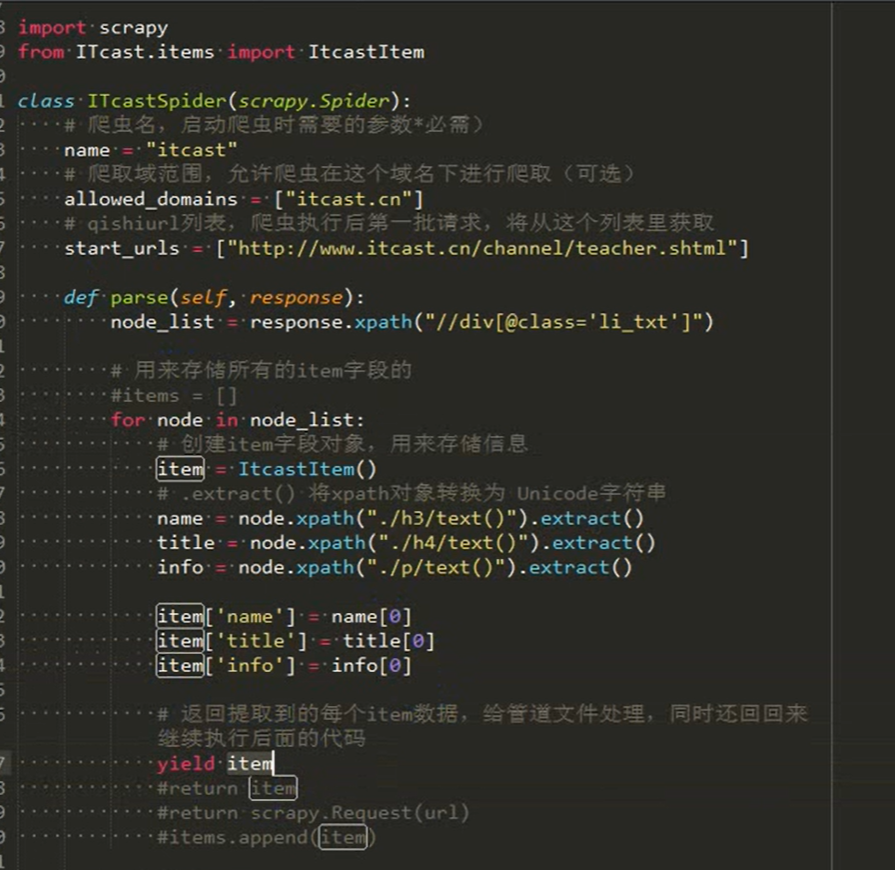 import scrapy
from ITcast.items import ItcastItem
class ITcastSpider(scrapy.Spider):
# 爬虫名，启动爬虫时需要的参数*必需）
name = "itcast"
# 爬取域范围，允许爬虫在这个域名下进行爬取（可选）
allowed_domains = ["itcast.cn"]
# qishiurl列表，爬虫执行后第一批请求，将从这个列表里获取
start_urls = ["http://www.itcast.cn/channel/teacher.shtml"]
def parse(self, response):
node_list = response.xpath("//div[@class='li_txt']")
# 用来存储所有的item字段的
#items = []
for node in node_list:
# 创建item字段对象，用来存储信息
item = ItcastItem()
# .extract() 将xpath对象转换为 Unicode字符串
name = node.xpath("./h3/text()").extract()
title = node.xpath("./h4/text()").extract()
info = node.xpath("./p/text()").extract()
item['name'] = name[0]
item['title'] = title[0]
item['info'] = info[0]
# 返回提取到的每个item数据，给管道文件处理，同时还回回来
继续执行后面的代码
yield item
#return item
#return scrapy.Request(url)
#items.append(item)